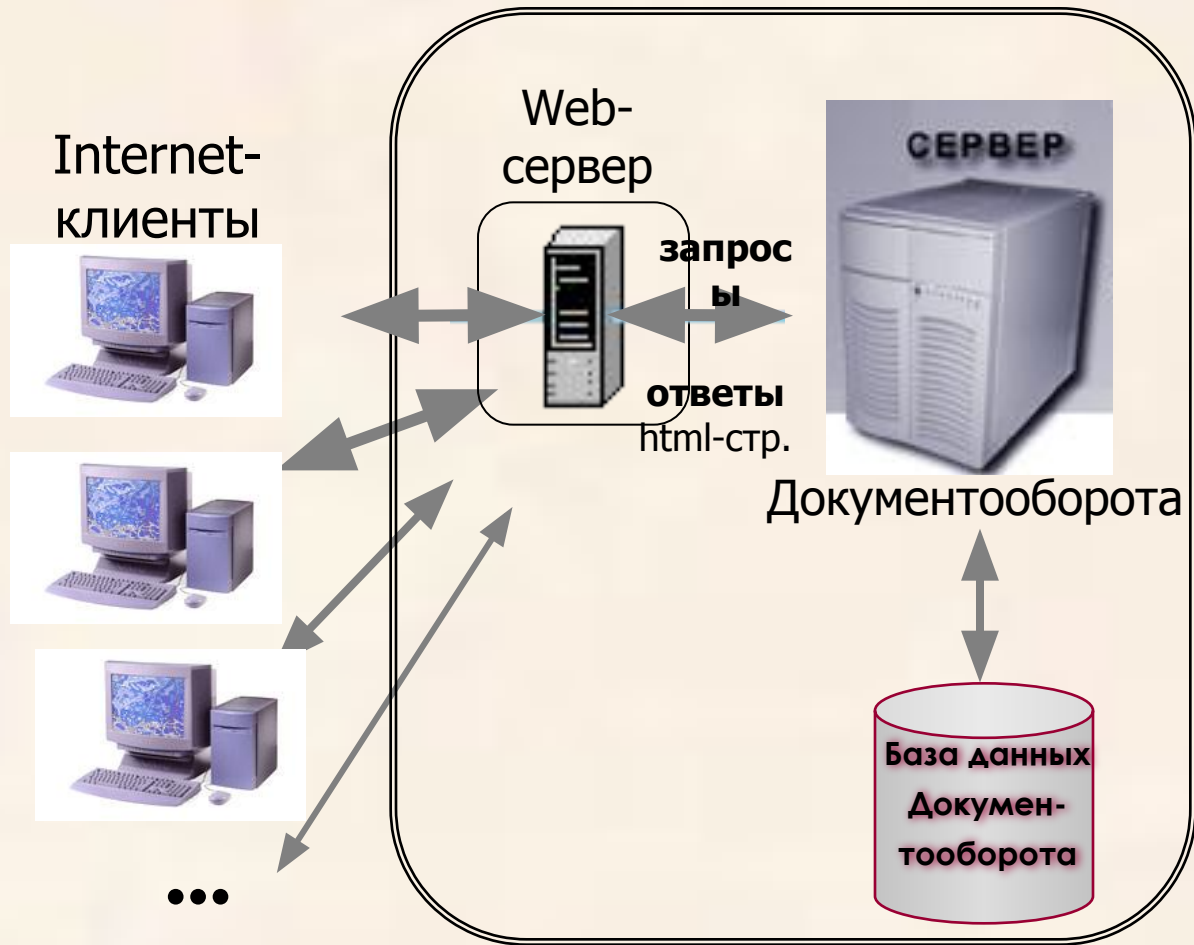 Internet-
клиенты
•••
Web-
сервер
запрос
ы
ответы
html-стр.
СЕРВЕР
Документооборота
База данных
Докумен-
тооборота